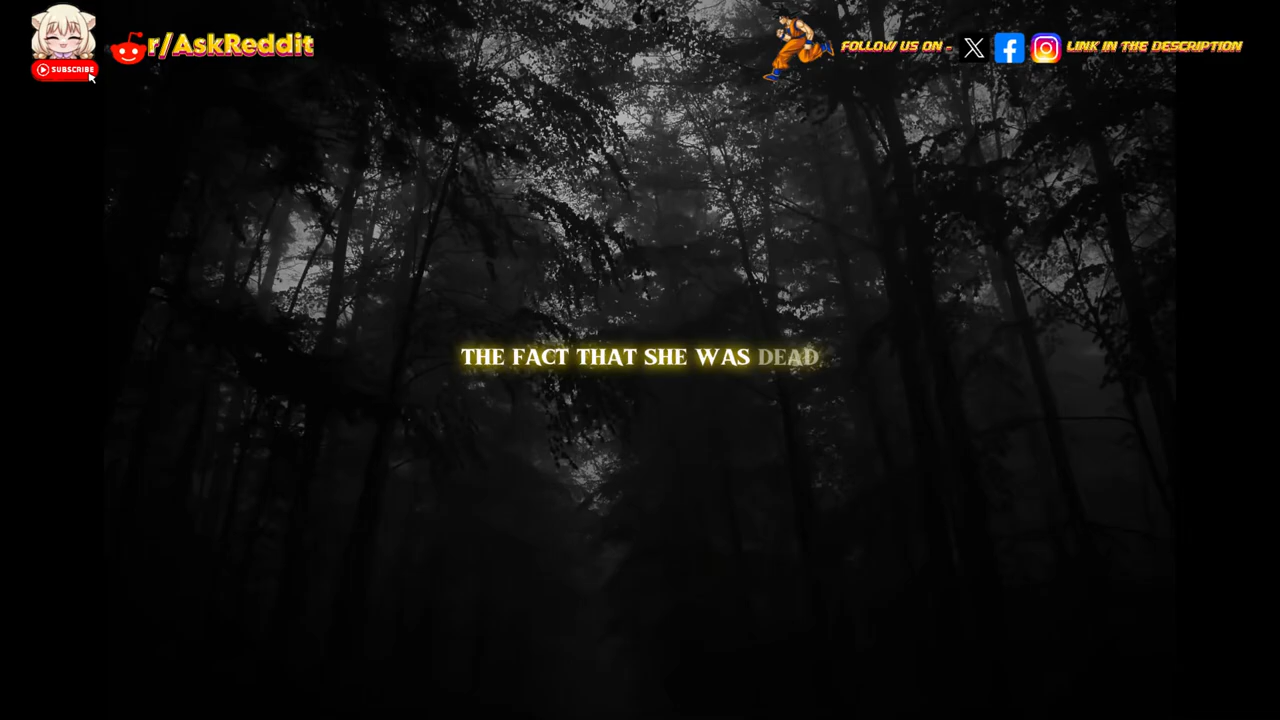 r/AskReddit
SUBSCRIBE
FOLLOW US ON -
LINK IN THE DESCRIPTION
THE FACT THAT SHE WAS DEAD